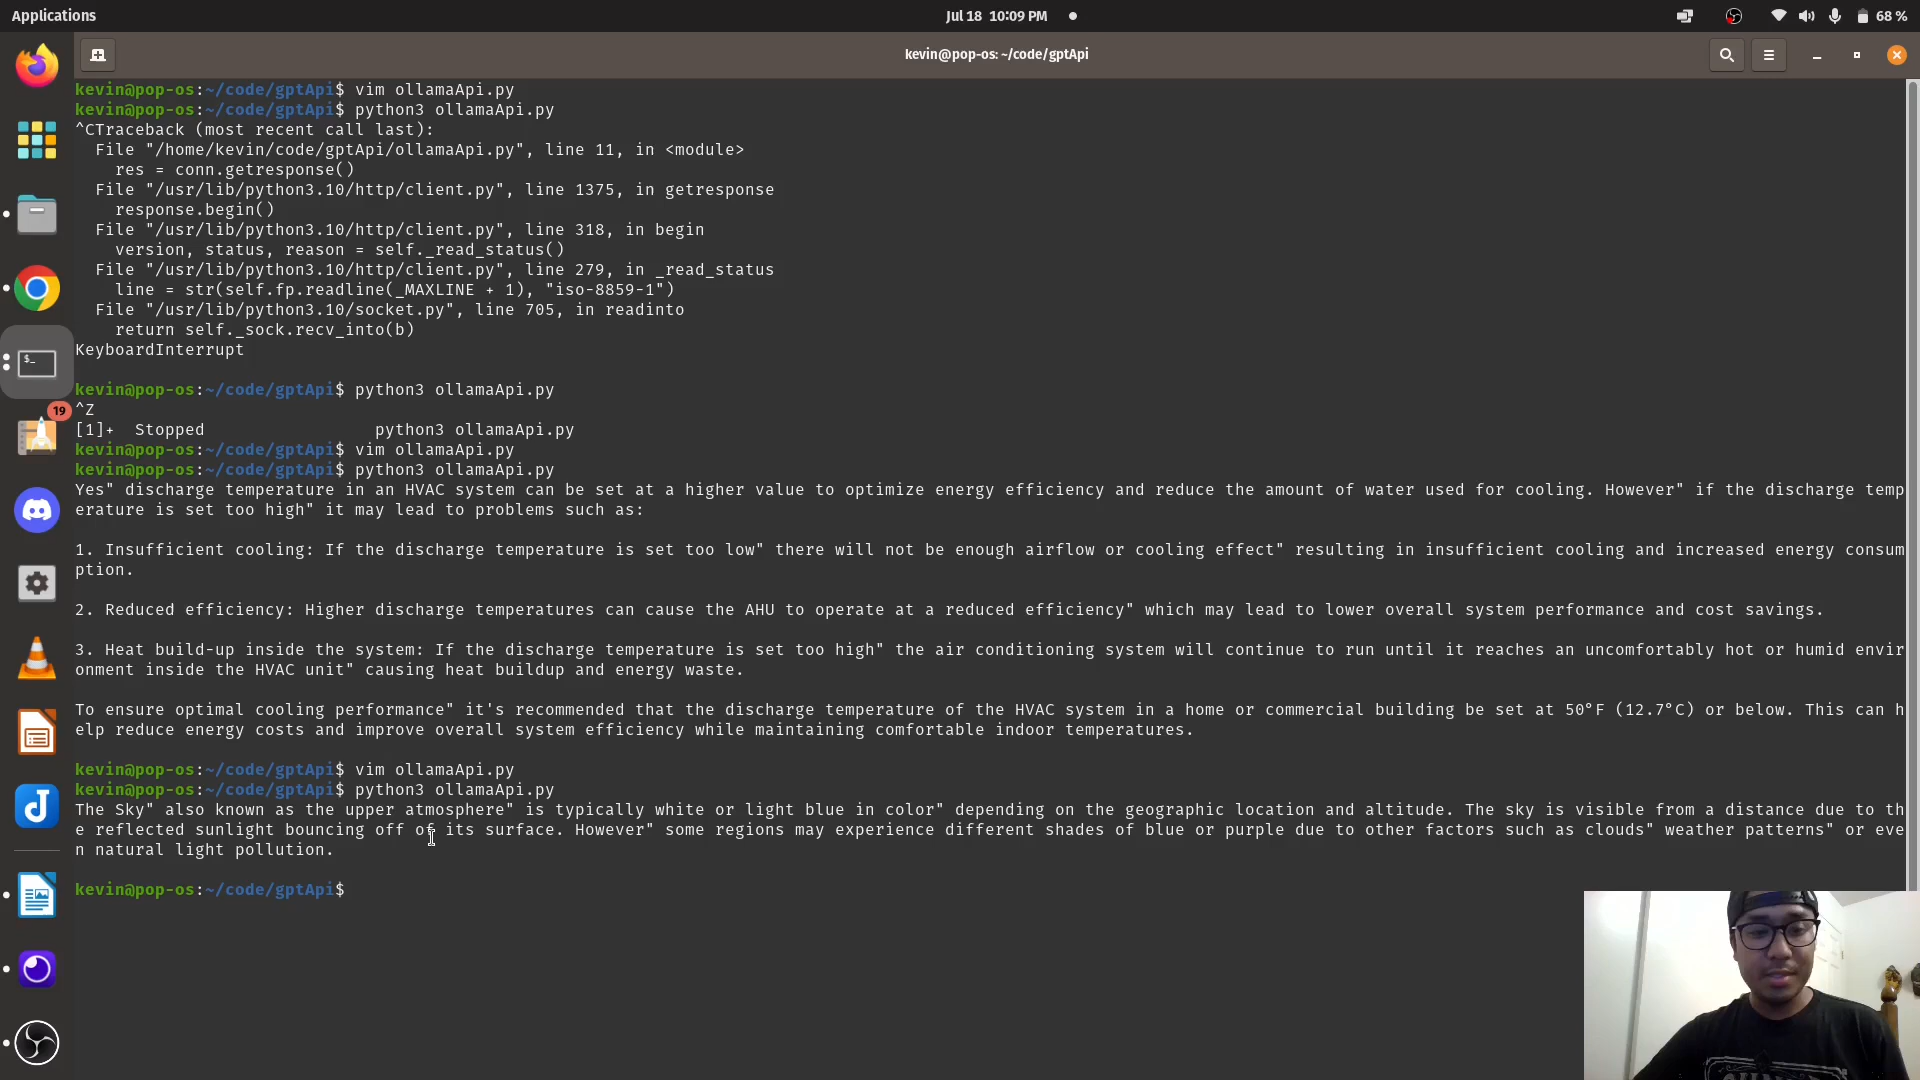 Applications
Jul 18 10:09 PM
68 %
kevin@pop-os: ~/code/gptApi
kevin@pop-os:~/code/gptApi$ vim ollamaApi.py
kevin@pop-os:~/code/gptApi$ python3 ollamaApi.py
^CTraceback (most recent call last):
  File "/home/kevin/code/gptApi/ollamaApi.py", line 11, in <module>
    res = conn.getresponse()
  File "/usr/lib/python3.10/http/client.py", line 1375, in getresponse
    response.begin()
  File "/usr/lib/python3.10/http/client.py", line 318, in begin
    version, status, reason = self._read_status()
  File "/usr/lib/python3.10/http/client.py", line 279, in _read_status
    line = str(self.fp.readline(_MAXLINE + 1), "iso-8859-1")
  File "/usr/lib/python3.10/socket.py", line 705, in readinto
    return self._sock.recv_into(b)
KeyboardInterrupt
kevin@pop-os:~/code/gptApi$ python3 ollamaApi.py
^Z
[1]+  Stopped                 python3 ollamaApi.py
kevin@pop-os:~/code/gptApi$ vim ollamaApi.py
kevin@pop-os:~/code/gptApi$ python3 ollamaApi.py
Yes" discharge temperature in an HVAC system can be set at a higher value to optimize energy efficiency and reduce the amount of water used for cooling. However" if the discharge temp
erature is set too high" it may lead to problems such as:
1. Insufficient cooling: If the discharge temperature is set too low" there will not be enough airflow or cooling effect" resulting in insufficient cooling and increased energy consum
ption.
2. Reduced efficiency: Higher discharge temperatures can cause the AHU to operate at a reduced efficiency" which may lead to lower overall system performance and cost savings.
3. Heat build-up inside the system: If the discharge temperature is set too high" the air conditioning system will continue to run until it reaches an uncomfortably hot or humid envir
onment inside the HVAC unit" causing heat buildup and energy waste.
To ensure optimal cooling performance" it's recommended that the discharge temperature of the HVAC system in a home or commercial building be set at 50°F (12.7°C) or below. This can h
elp reduce energy costs and improve overall system efficiency while maintaining comfortable indoor temperatures.
kevin@pop-os:~/code/gptApi$ vim ollamaApi.py
kevin@pop-os:~/code/gptApi$ python3 ollamaApi.py
The Sky" also known as the upper atmosphere" is typically white or light blue in color" depending on the geographic location and altitude. The sky is visible from a distance due to th
e reflected sunlight bouncing off of its surface. However" some regions may experience different shades of blue or purple due to other factors such as clouds" weather patterns" or eve
n natural light pollution.
kevin@pop-os:~/code/gptApi$
19